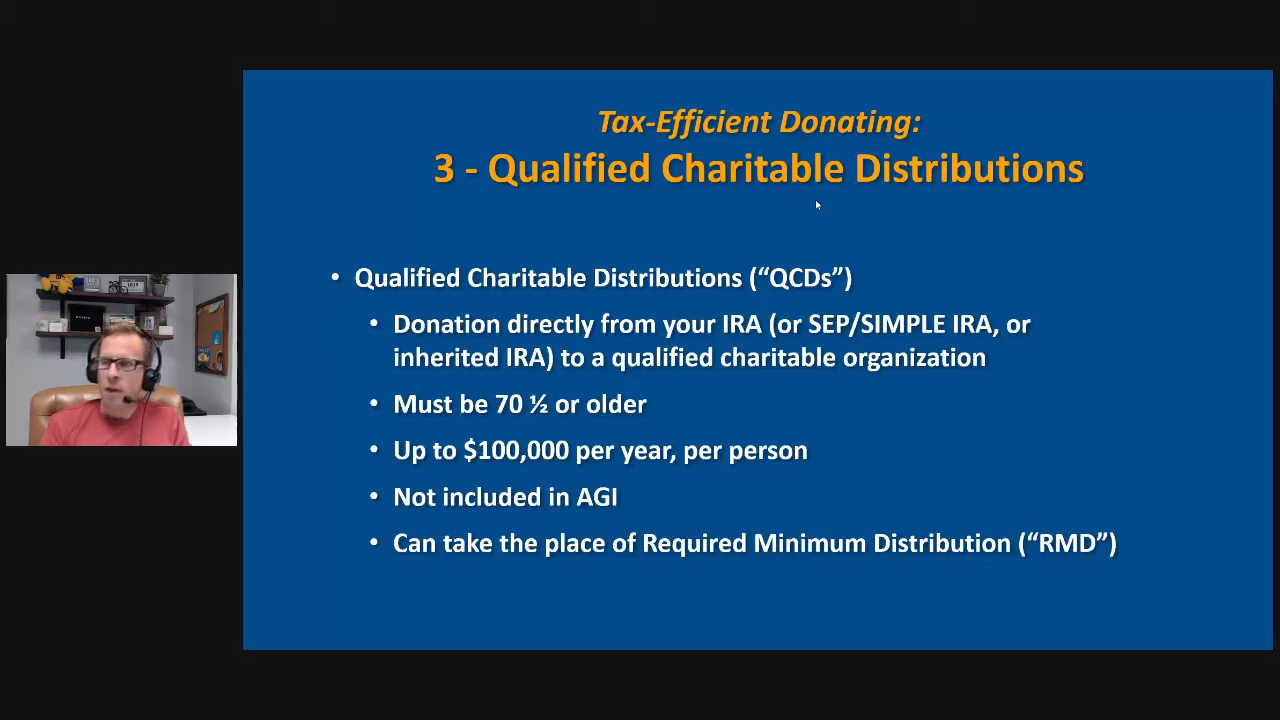 Tax-Efficient Donating:
3 - Qualified Charitable Distributions
• Qualified Charitable Distributions (“QCDs”)
• Donation directly from your IRA (or SEP/SIMPLE IRA, or
inherited IRA) to a qualified charitable organization
• Must be 70 ½ or older
• Up to $100,000 per year, per person
• Not included in AGI
• Can take the place of Required Minimum Distribution (“RMD”)